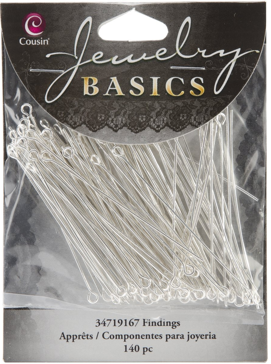 Cousin®
Jewelry
BASICS
34719167 Findings
Apprêts / Componentes para joyeria
140 pc